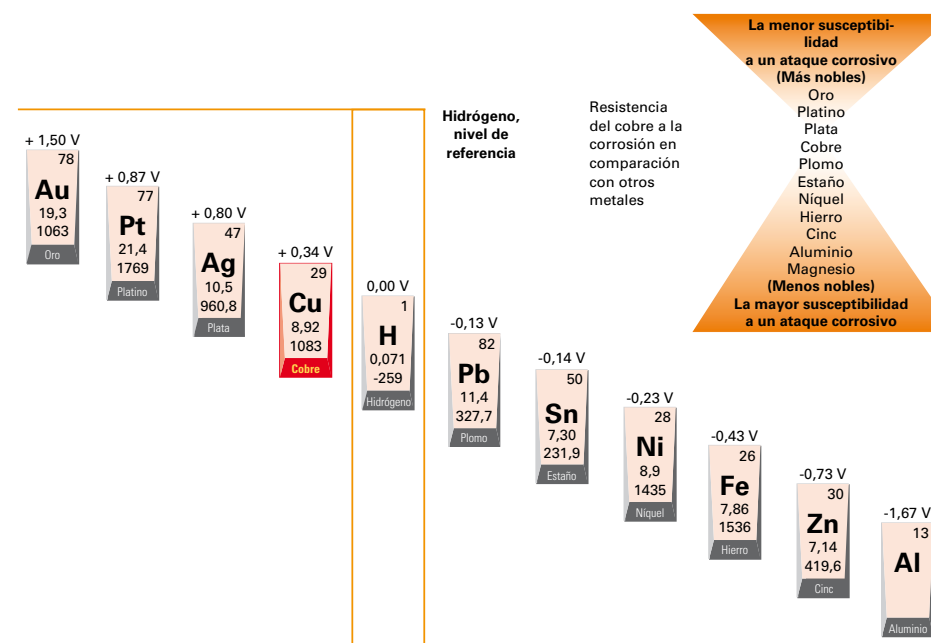 La menor susceptibi-
lidad
a un ataque corrosivo
(Más nobles)
Oro
Platino
Plata
Cobre
Plomo
Estaño
Níquel
Hierro
Cinc
Aluminio
Magnesio
(Menos nobles)
La mayor susceptibilidad
a un ataque corrosivo
Resistencia
del cobre a la
corrosión en
comparación
con otros
metales
Hidrógeno,
nivel de
referencia
+ 1,50 V
78
Au
19,3
1063
Oro
+ 0,87 V
77
Pt
21,4
1769
Platino
+ 0,80 V
47
Ag
10,5
960,8
Plata
+ 0,34 V
29
Cu
8,92
1083
Cobre
0,00 V
1
H
0,071
-259
Hidrógeno
-0,13 V
82
Pb
11,4
327,7
Plomo
-0,14 V
50
Sn
7,30
231,9
Estaño
-0,23 V
28
Ni
8,9
1435
Níquel
-0,43 V
26
Fe
7,86
1536
Hierro
-0,73 V
30
Zn
7,14
419,6
Cinc
-1,67 V
13
Al
Aluminio